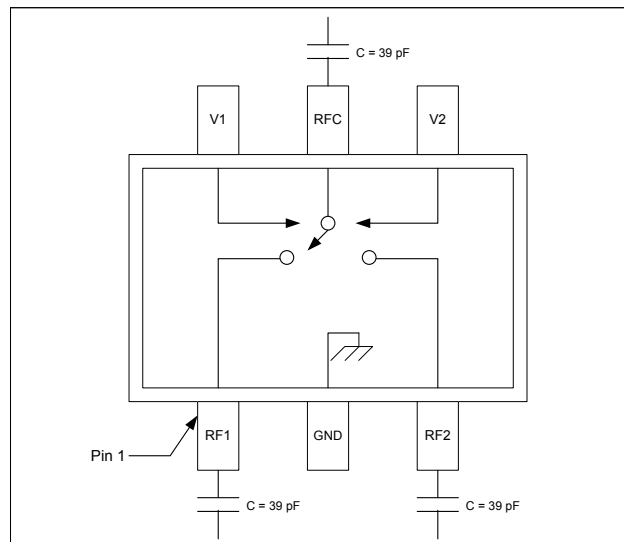 C = 39 pF
V1
RFC
V2
RF1
GND
RF2
Pin 1
C = 39 pF
C = 39 pF